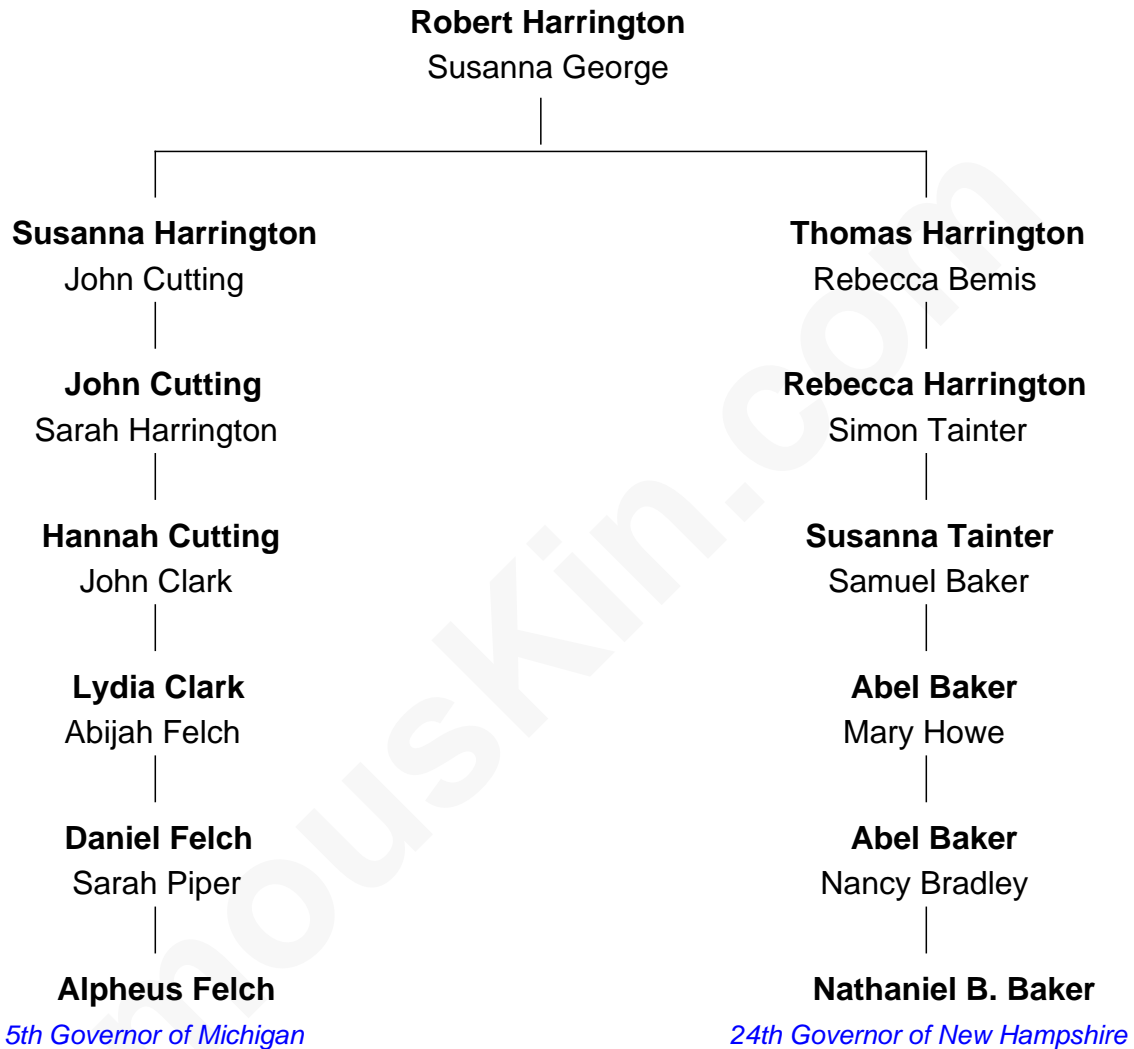 Robert Harrington
Susanna George
Susanna Harrington
John Cutting
Thomas Harrington
Rebecca Bemis
John Cutting
Sarah Harrington
Rebecca Harrington
Simon Tainter
Hannah Cutting
John Clark
Susanna Tainter
Samuel Baker
Lydia Clark
Abijah Felch
Abel Baker
Mary Howe
Daniel Felch
Sarah Piper
Abel Baker
Nancy Bradley
Alpheus Felch
5th Governor of Michigan
Nathaniel B. Baker
24th Governor of New Hampshire
mouskin.com